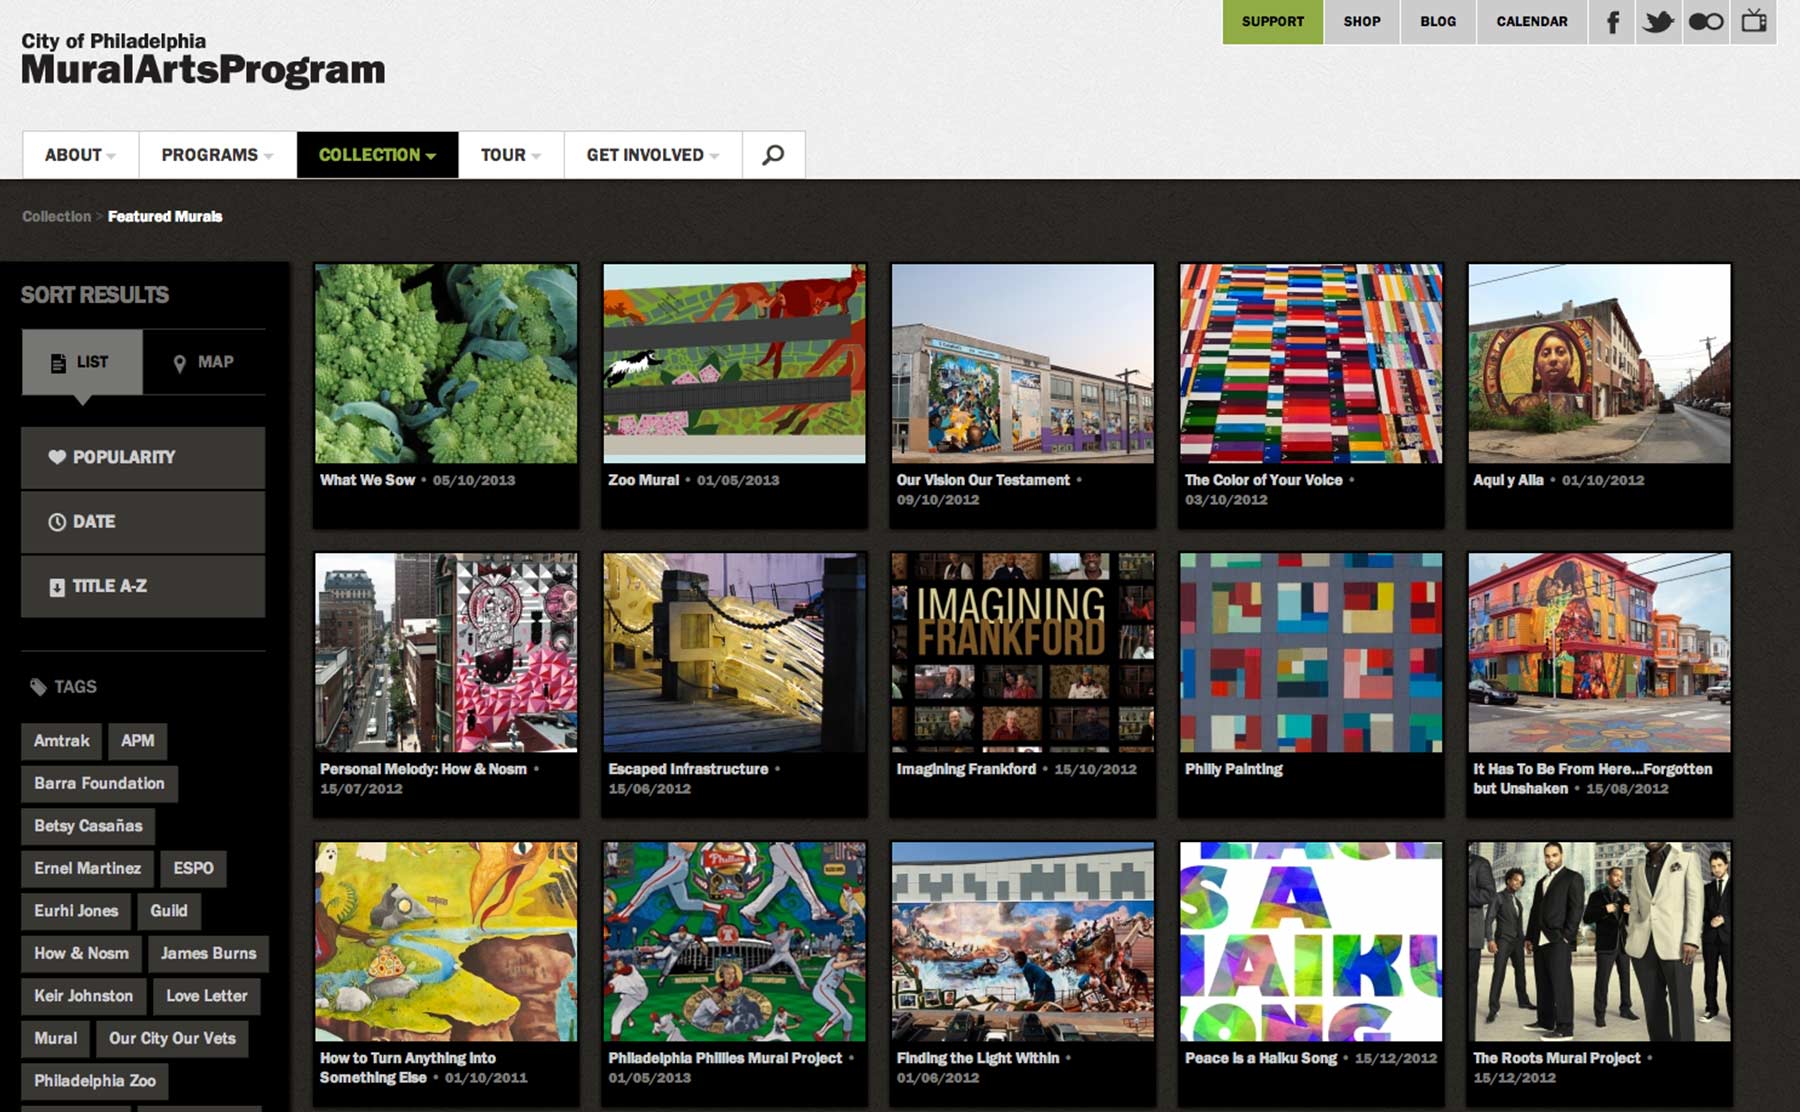 City of Philadelphia
MuralArtsProgram
SUPPORT
SHOP
BLOG
CALENDAR
ABOUT
PROGRAMS
COLLECTION
TOUR
GET INVOLVED
Collection > Featured Murals
SORT RESULTS
LIST
MAP
POPULARITY
DATE
TITLE A-Z
TAGS
Amtrak
APM
Barra Foundation
Betsy Casañas
Ernel Martinez
ESPO
Eurhi Jones
Guild
How & Nosm
James Burns
Keir Johnston
Love Letter
Mural
Our City Our Vets
Philadelphia Zoo
What We Sow • 05/10/2013
Zoo Mural • 01/05/2013
Our Vision Our Testament •
09/10/2012
The Color of Your Voice •
03/10/2012
Aqui y Alla • 01/10/2012
Personal Melody: How & Nosm •
15/07/2012
Escaped Infrastructure •
15/06/2012
IMAGINING
FRANKFORD
Imagining Frankford • 15/10/2012
Philly Painting
It Has To Be From Here...Forgotten
but Unshaken • 15/08/2012
How to Turn Anything Into
Something Else • 01/10/2011
Phillies
Philadelphia Phillies Mural Project •
01/05/2013
Finding the Light Within •
01/06/2012
S A
HAIKU
SONG
Peace is a Haiku Song • 15/12/2012
The Roots Mural Project •
15/12/2012